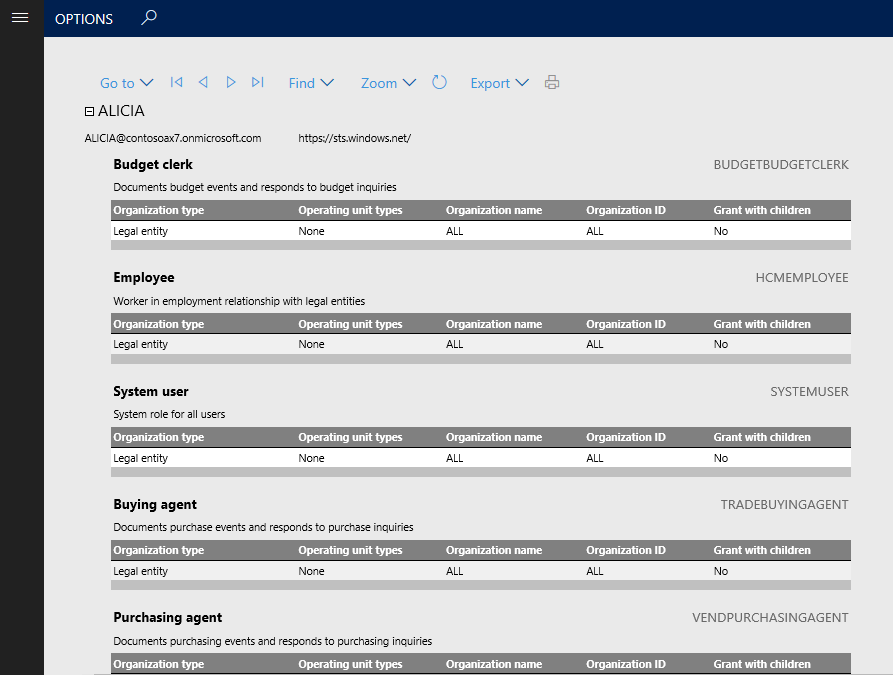 OPTIONS
Go to Find Zoom Export
ALICIA
ALICIA@contosoax7.onmicrosoft.com https://sts.windows.net/
Budget clerk BUDGETBUDGETCLERK
Documents budget events and responds to budget inquiries
Organization type Operating unit types Organization name Organization ID Grant with children
Legal entity None ALL ALL No
Employee HCMEMPLOYEE
Worker in employment relationship with legal entities
Organization type Operating unit types Organization name Organization ID Grant with children
Legal entity None ALL ALL No
System user SYSTEMUSER
System role for all users
Organization type Operating unit types Organization name Organization ID Grant with children
Legal entity None ALL ALL No
Buying agent TRADEBUYINGAGENT
Documents purchase events and responds to purchase inquiries
Organization type Operating unit types Organization name Organization ID Grant with children
Legal entity None ALL ALL No
Purchasing agent VENDPURCHASINGAGENT
Documents purchasing events and responds to purchasing inquiries
Organization type Operating unit types Organization name Organization ID Grant with children